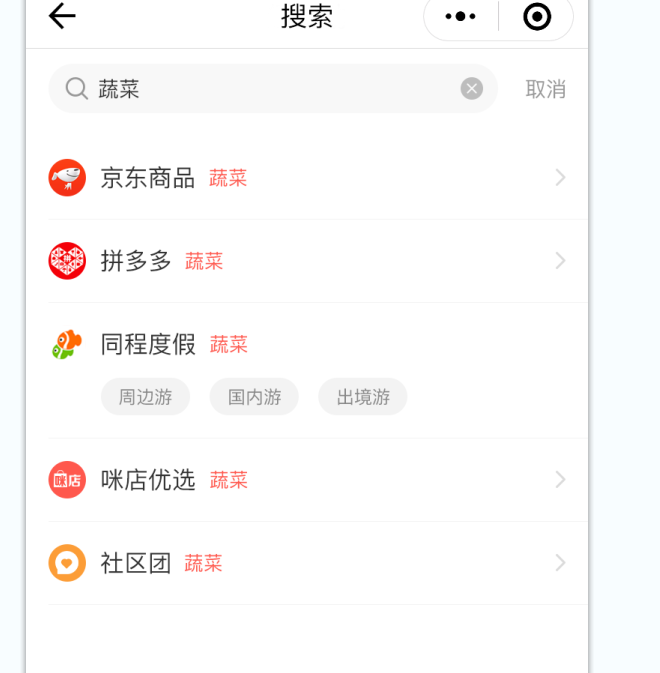 搜索
蔬菜 取消
京东商品 蔬菜
拼多多 蔬菜
同程度假 蔬菜
周边游 国内游 出境游
咪店 咪店优选 蔬菜
社区团 蔬菜